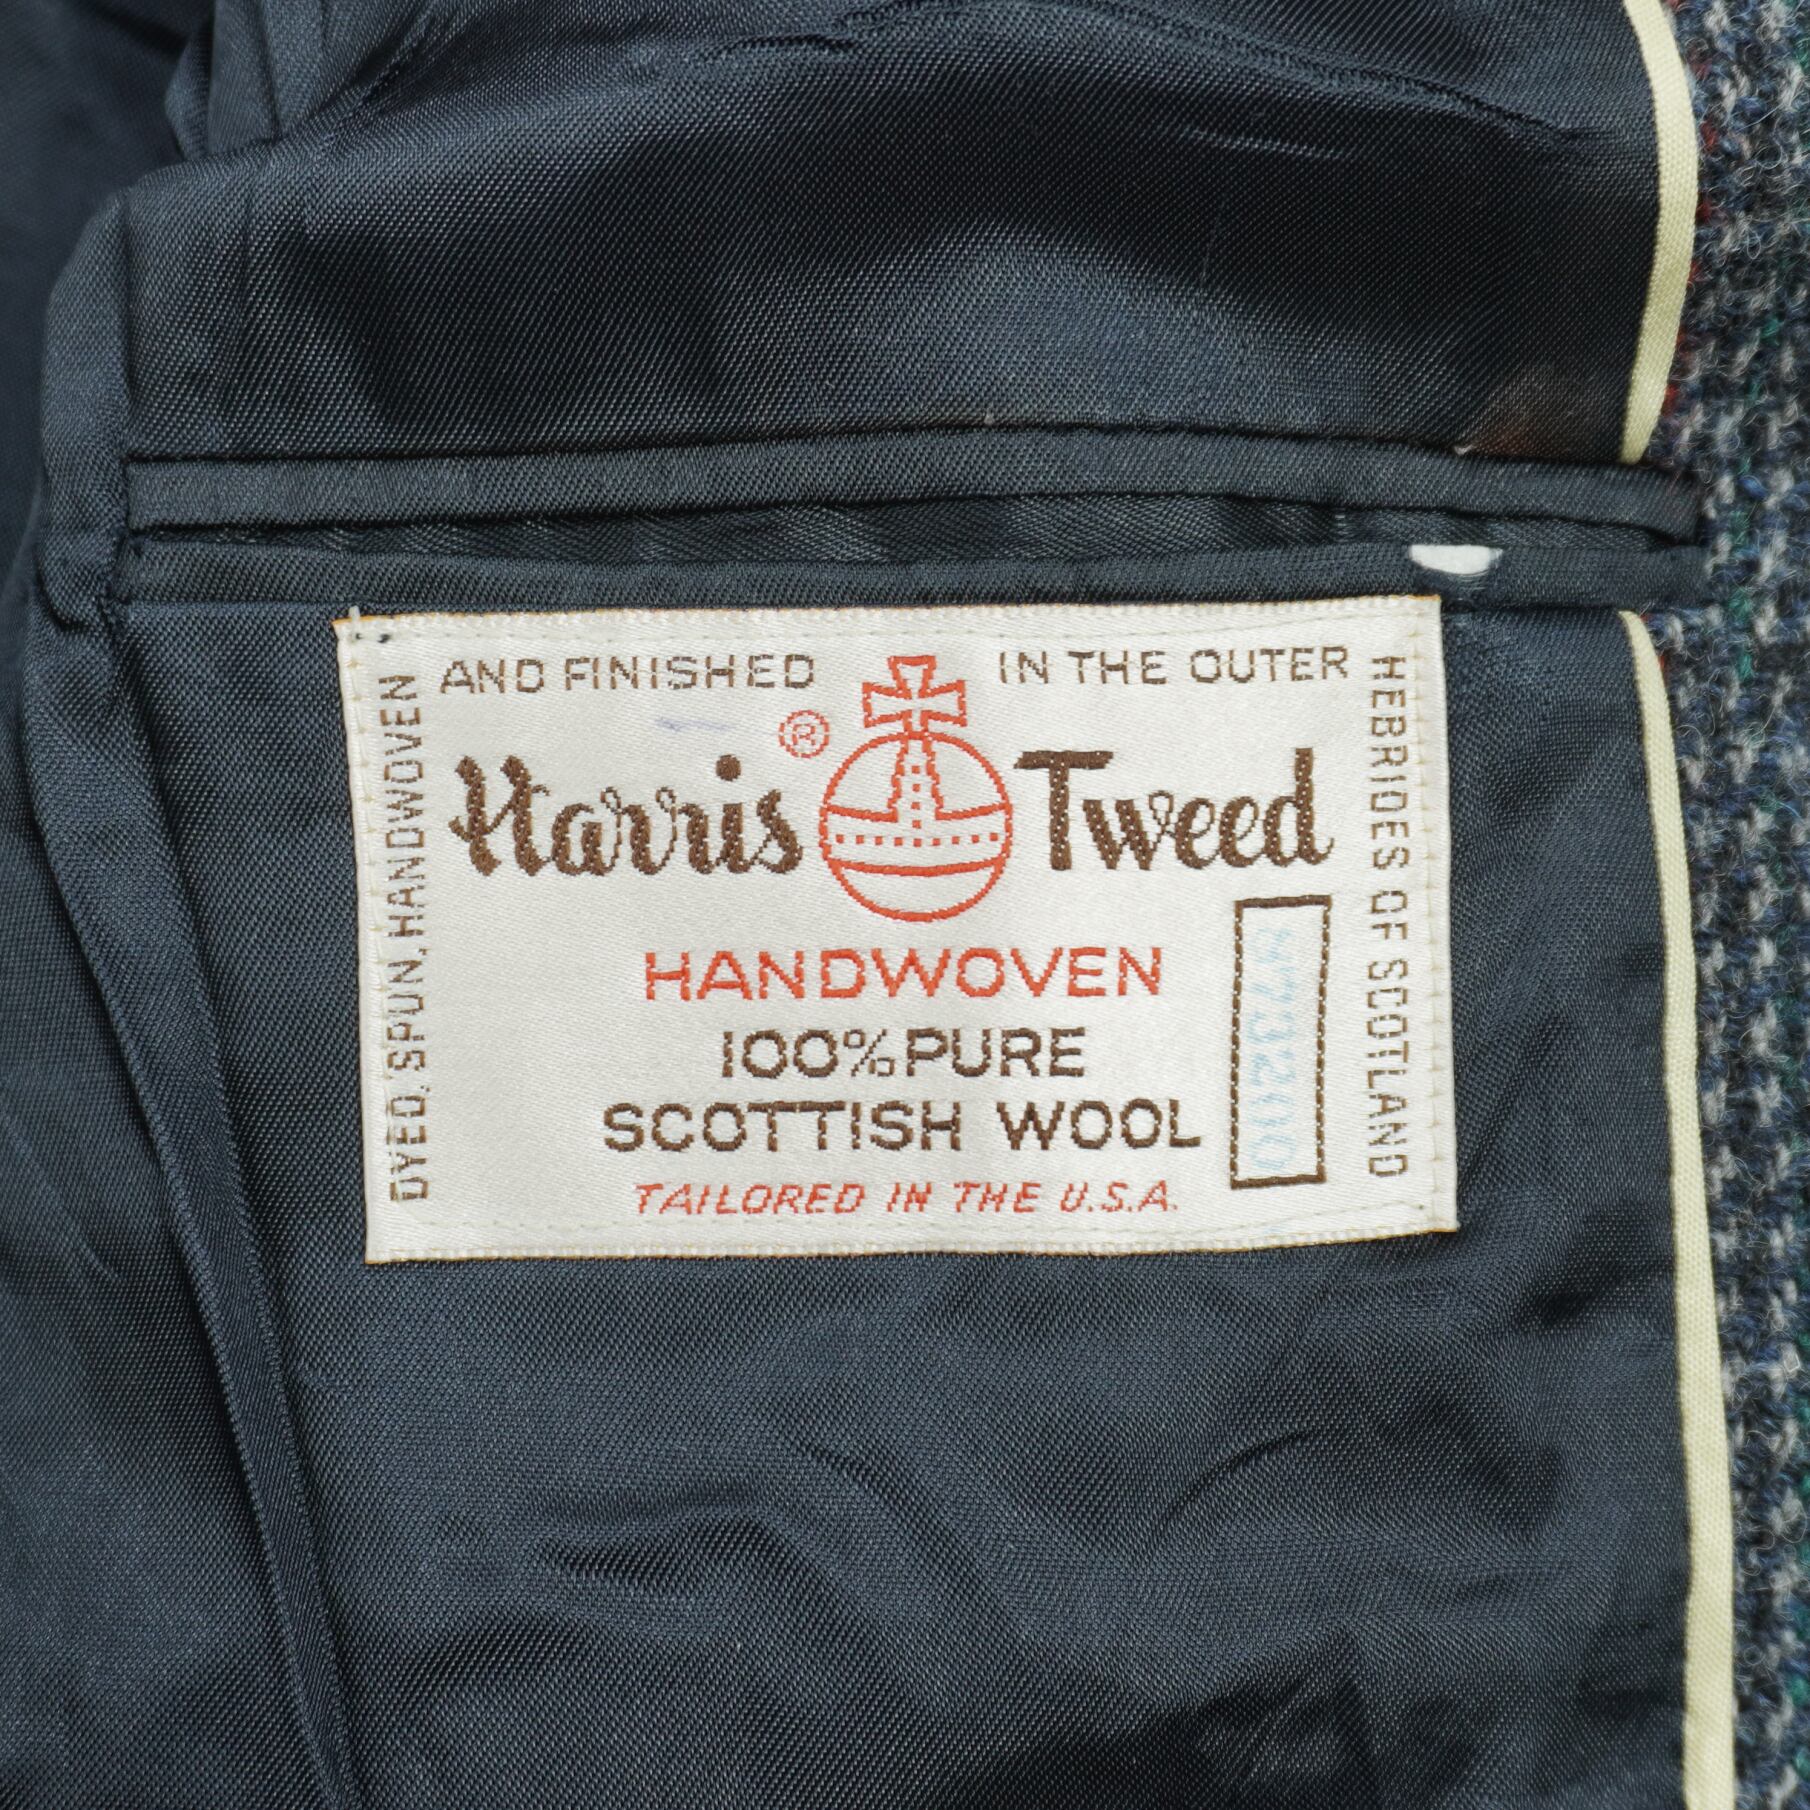 DYED, SPUN, HANDWOVEN
AND FINISHED
IN THE OUTER
HEBRIDES OF SCOTLAND
Harris ® Tweed
HANDWOVEN
100% PURE
SCOTTISH WOOL
TAILORED IN THE U.S.A.